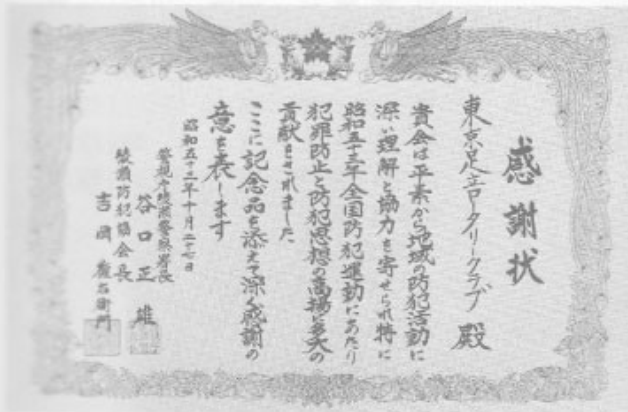 感謝状
東京足立ロータリークラブ 殿
貴会は平素から地域の防犯活動に
深い理解と協力を寄せられ特に
昭和五十三年全国防犯運動にあたり
犯罪防止と防犯思想の高揚に多大の
貢献をされました
ここに記念品を添えて深く感謝の
意を表します
昭和五十三年十月二十七日
警視庁綾瀬警察署長
谷口正雄
綾瀬防犯協会長
吉岡 右衛門